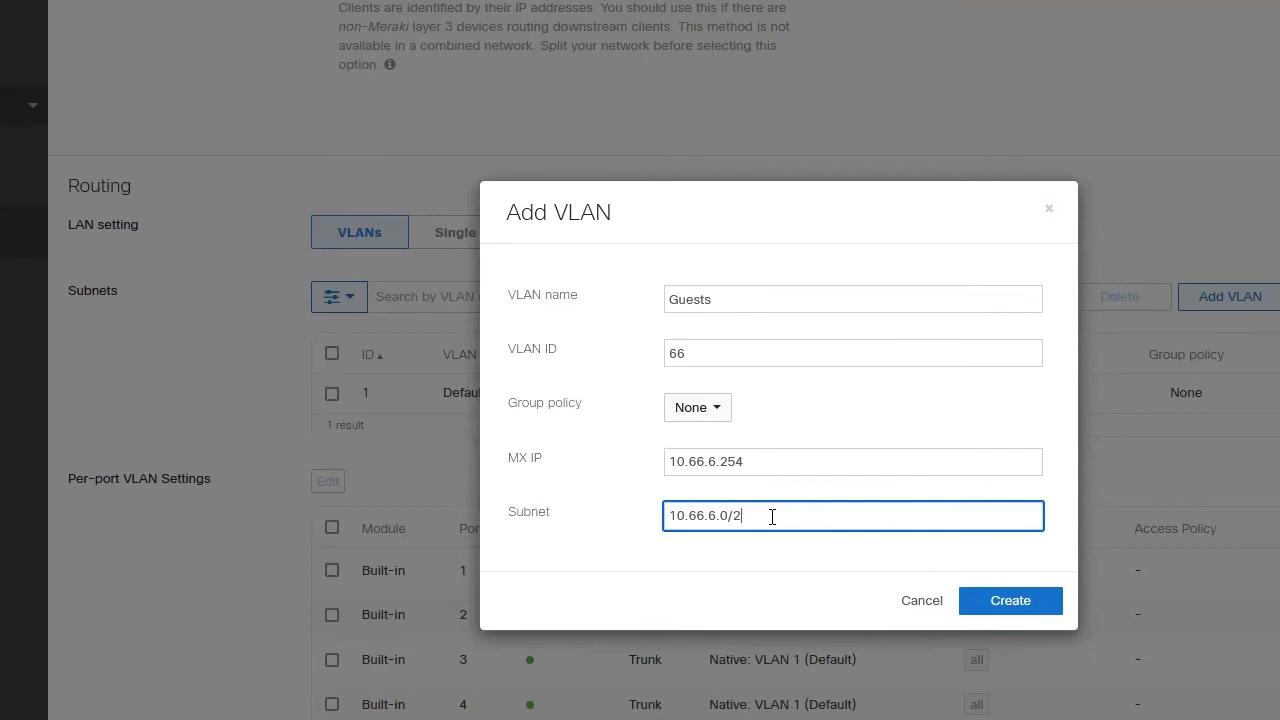 Clients are identified by their IP addresses. You should use this if there are
non-Meraki layer 3 devices routing downstream clients. This method is not
available in a combined network. Split your network before selecting this
option.
Routing
LAN setting
VLANs
Single
Subnets
Search by VLAN
Delete
Add VLAN
ID
VLAN
Group policy
1
None
1 result
Per-port VLAN Settings
Edit
Module
Access Policy
Built-in 1 -
Built-in 2 -
Built-in 3 Trunk Native: VLAN 1 (Default) all -
Built-in 4 Trunk Native: VLAN 1 (Default) all -
Add VLAN
VLAN name
Guests
VLAN ID
66
Group policy
None
MX IP
10.66.6.254
Subnet
10.66.6.0/2
Cancel
Create